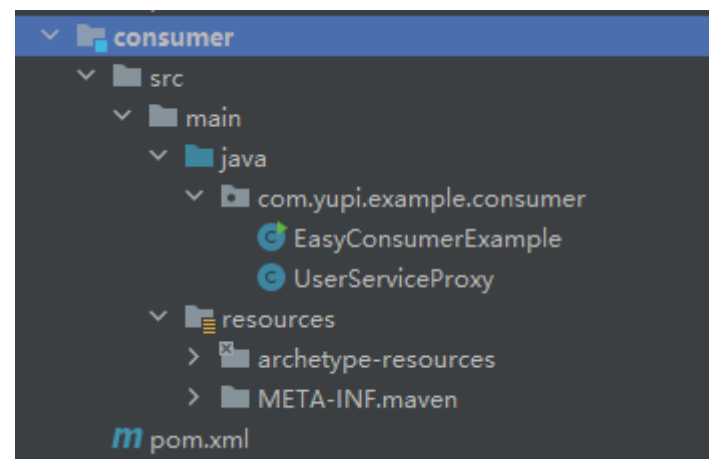 consumer
src
main
java
com.yupi.example.consumer
EasyConsumerExample
UserServiceProxy
resources
archetype-resources
META-INF.maven
pom.xml